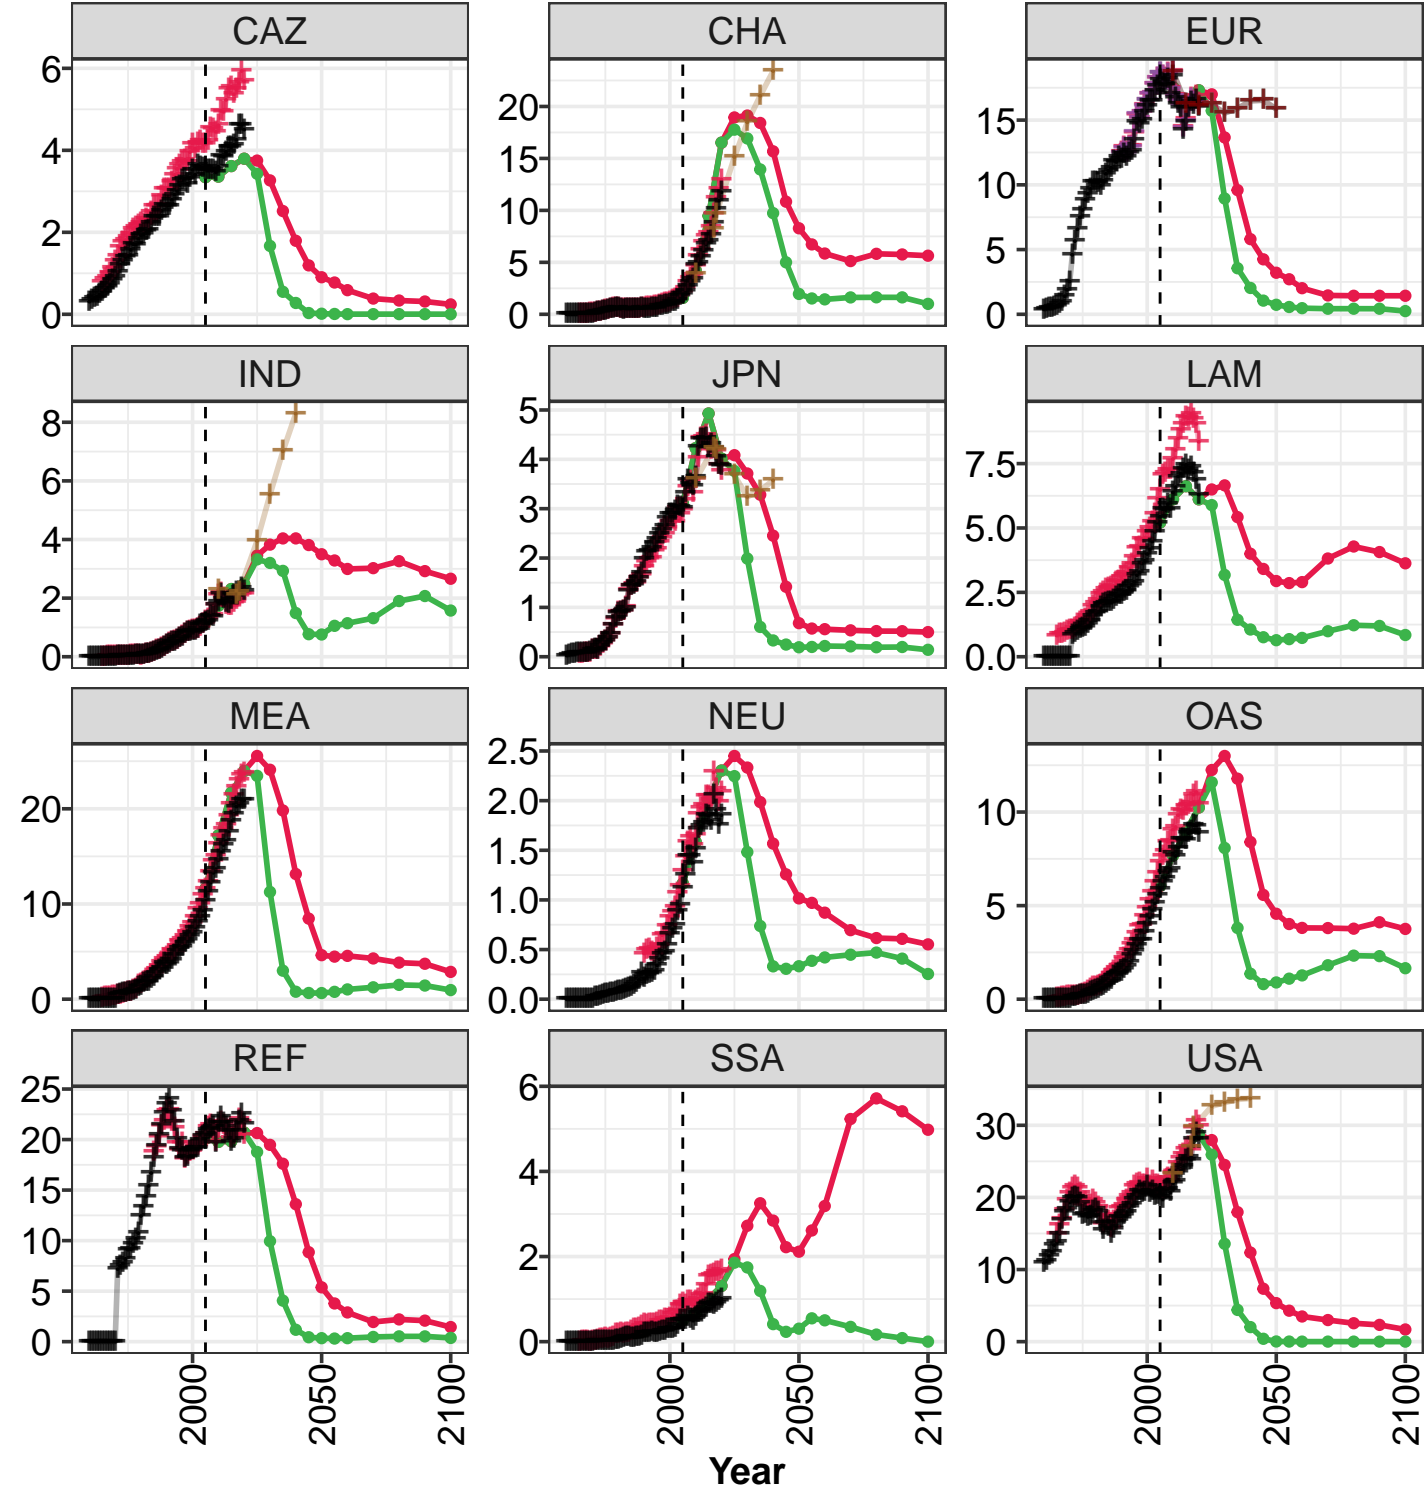 CAZ CHA EUR
6 20 15
4 15 10
2 10 5
0 5 0
0
IND JPN LAM
8 5 7.5
6 4 5.0
4 3 2.5
2 2 0.0
0 1
0
MEA NEU OAS
20 2.5 10
10 2.0 5
0 1.5 0
1.0
0.5
0.0
REF SSA USA
25 6 30
20 4 20
15 2 10
10 0 0
5
0
2000 2050 2100 2000 2050 2100 2000 2050 2100
Year